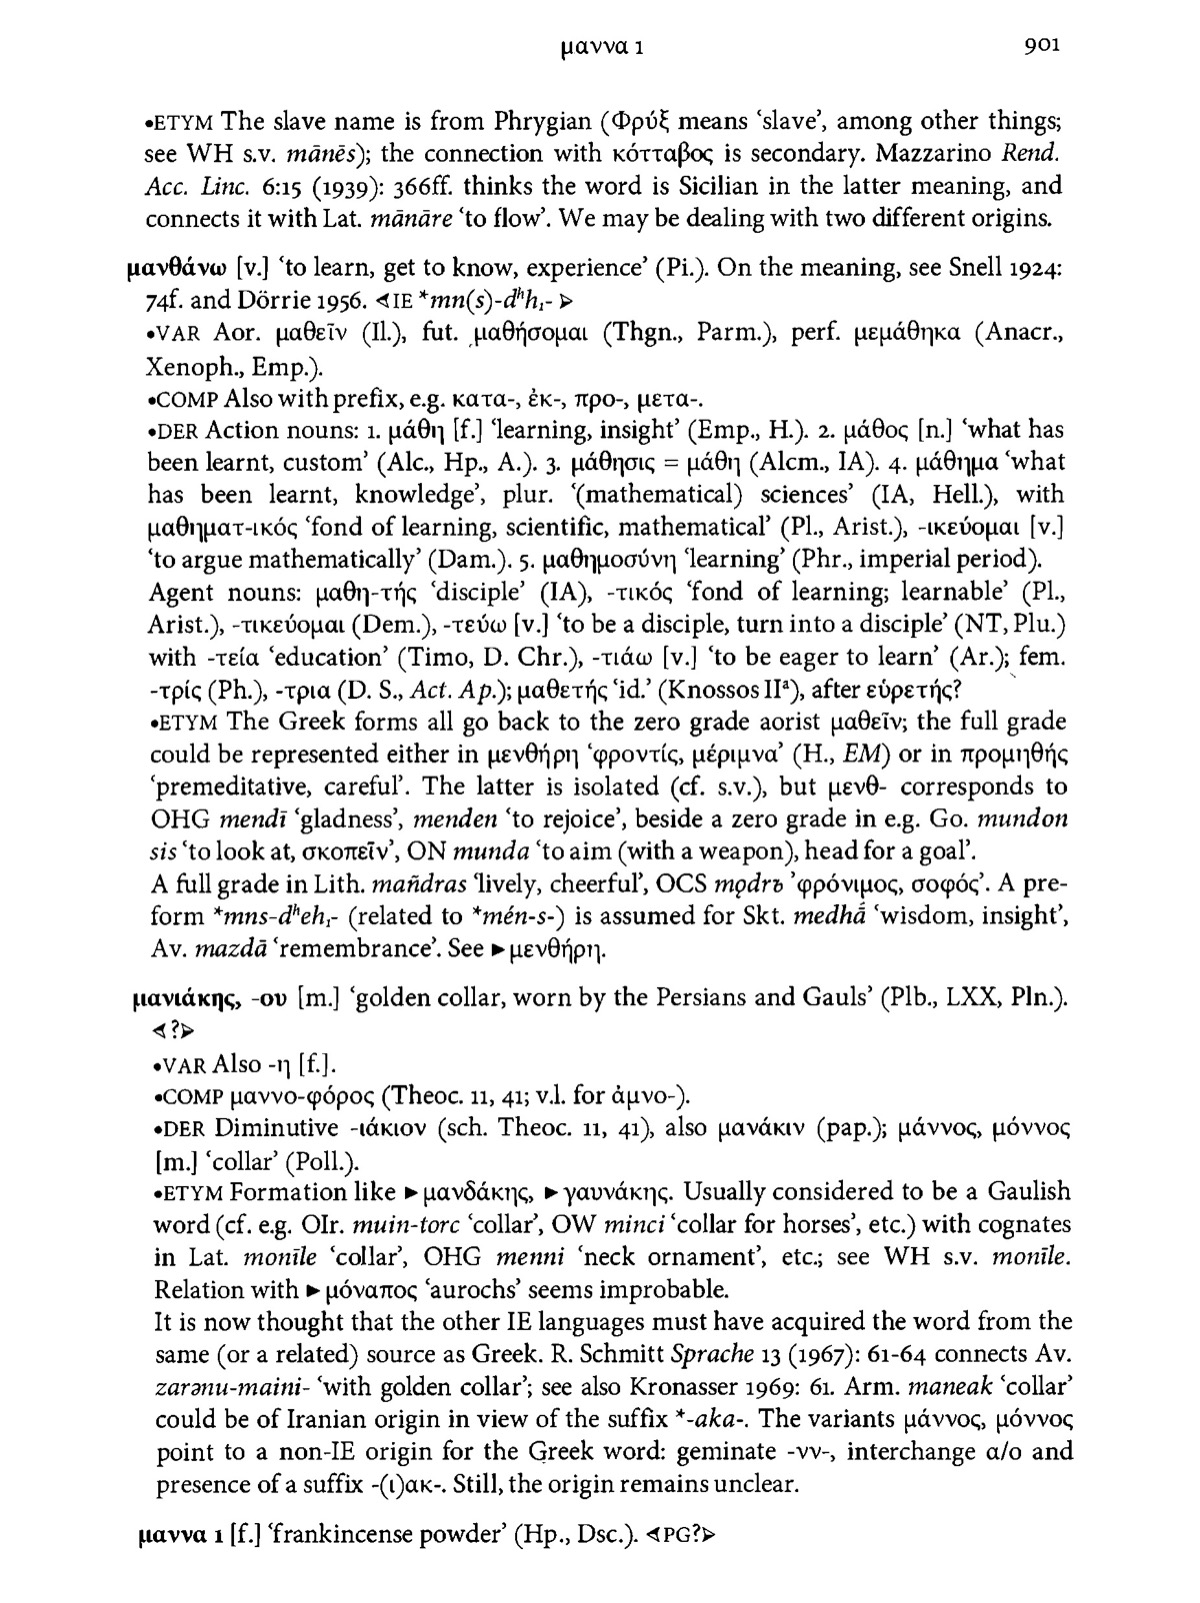 μαννα 1 901
•ETYM The slave name is from Phrygian (Φρύξ means ‘slave’, among other things;
see WH s.v. mānēs); the connection with κότταβος is secondary. Mazzarino Rend.
Acc. Linc. 6:15 (1939): 366ff. thinks the word is Sicilian in the latter meaning, and
connects it with Lat. mānāre ‘to flow’. We may be dealing with two different origins.
μανθάνω [v.] ‘to learn, get to know, experience’ (Pi.). On the meaning, see Snell 1924:
74f. and Dörrie 1956. ⊲IE *mn(s)-dʰh₁- ⊳
•VAR Aor. μαθεῖν (Il.), fut. μαθήσομαι (Thgn., Parm.), perf. μεμάθηκα (Anacr.,
Xenoph., Emp.).
•COMP Also with prefix, e.g. κατα-, ἐκ-, προ-, μετα-.
•DER Action nouns: 1. μάθη [f.] ‘learning, insight’ (Emp., H.). 2. μάθος [n.] ‘what has
been learnt, custom’ (Alc., Hp., A.). 3. μάθησις = μάθη (Alcm., IA). 4. μάθημα ‘what
has been learnt, knowledge’, plur. ‘(mathematical) sciences’ (IA, Hell.), with
μαθηματ-ικός ‘fond of learning, scientific, mathematical’ (Pl., Arist.), -ικεύομαι [v.]
‘to argue mathematically’ (Dam.). 5. μαθημοσύνη ‘learning’ (Phr., imperial period).
Agent nouns: μαθη-τής ‘disciple’ (IA), -τικός ‘fond of learning; learnable’ (Pl.,
Arist.), -τικεύομαι (Dem.), -τεύω [v.] ‘to be a disciple, turn into a disciple’ (NT, Plu.)
with -τεία ‘education’ (Timo, D. Chr.), -τιάω [v.] ‘to be eager to learn’ (Ar.); fem.
-τρίς (Ph.), -τρια (D. S., Act. Ap.); μαθετής ‘id.’ (Knossos IIª), after εὑρετής?
•ETYM The Greek forms all go back to the zero grade aorist μαθεῖν; the full grade
could be represented either in μενθήρη ‘φροντίς, μέριμνα’ (H., EM) or in προμηθής
‘premeditative, careful’. The latter is isolated (cf. s.v.), but μενθ- corresponds to
OHG mendī ‘gladness’, menden ‘to rejoice’, beside a zero grade in e.g. Go. mundon
sis ‘to look at, σκοπεῖν’, ON munda ‘to aim (with a weapon), head for a goal’.
A full grade in Lith. mañdras ‘lively, cheerful’, OCS mǫdrъ ’φρόνιμος, σοφός’. A pre-
form *mns-dʰeh₁- (related to *mén-s-) is assumed for Skt. medhā́ ‘wisdom, insight’,
Av. mazdā ‘remembrance’. See ►μενθήρη.
μανιάκης, -ου [m.] ‘golden collar, worn by the Persians and Gauls’ (Plb., LXX, Pln.).
⊲?⊳
•VAR Also -η [f.].
•COMP μαννο-φόρος (Theoc. 11, 41; v.l. for ἀμνο-).
•DER Diminutive -ιάκιον (sch. Theoc. 11, 41), also μανάκιν (pap.); μάννος, μόννος
[m.] ‘collar’ (Poll.).
•ETYM Formation like ►μανδάκης, ►γαυνάκης. Usually considered to be a Gaulish
word (cf. e.g. OIr. muin-torc ‘collar’, OW minci ‘collar for horses’, etc.) with cognates
in Lat. monīle ‘collar’, OHG menni ‘neck ornament’, etc.; see WH s.v. monīle.
Relation with ►μόναπος ‘aurochs’ seems improbable.
It is now thought that the other IE languages must have acquired the word from the
same (or a related) source as Greek. R. Schmitt Sprache 13 (1967): 61-64 connects Av.
zarənu-maini- ‘with golden collar’; see also Kronasser 1969: 61. Arm. maneak ‘collar’
could be of Iranian origin in view of the suffix *-aka-. The variants μάννος, μόννος
point to a non-IE origin for the Greek word: geminate -νν-, interchange α/ο and
presence of a suffix -(ι)ακ-. Still, the origin remains unclear.
μαννα 1 [f.] ‘frankincense powder’ (Hp., Dsc.). ⊲PG?⊳